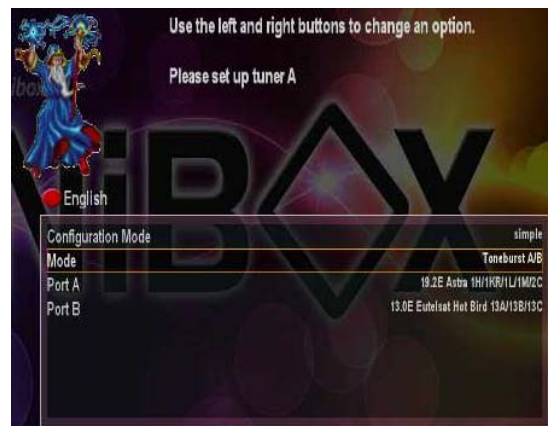 Use the left and right buttons to change an option.
Please set up tuner A
English
Configuration Mode simple
Mode Toneburst A/B
Port A 19.2E Astra 1H/1KR/1L/1M/2C
Port B 13.0E Eutelsat Hot Bird 13A/13B/13C